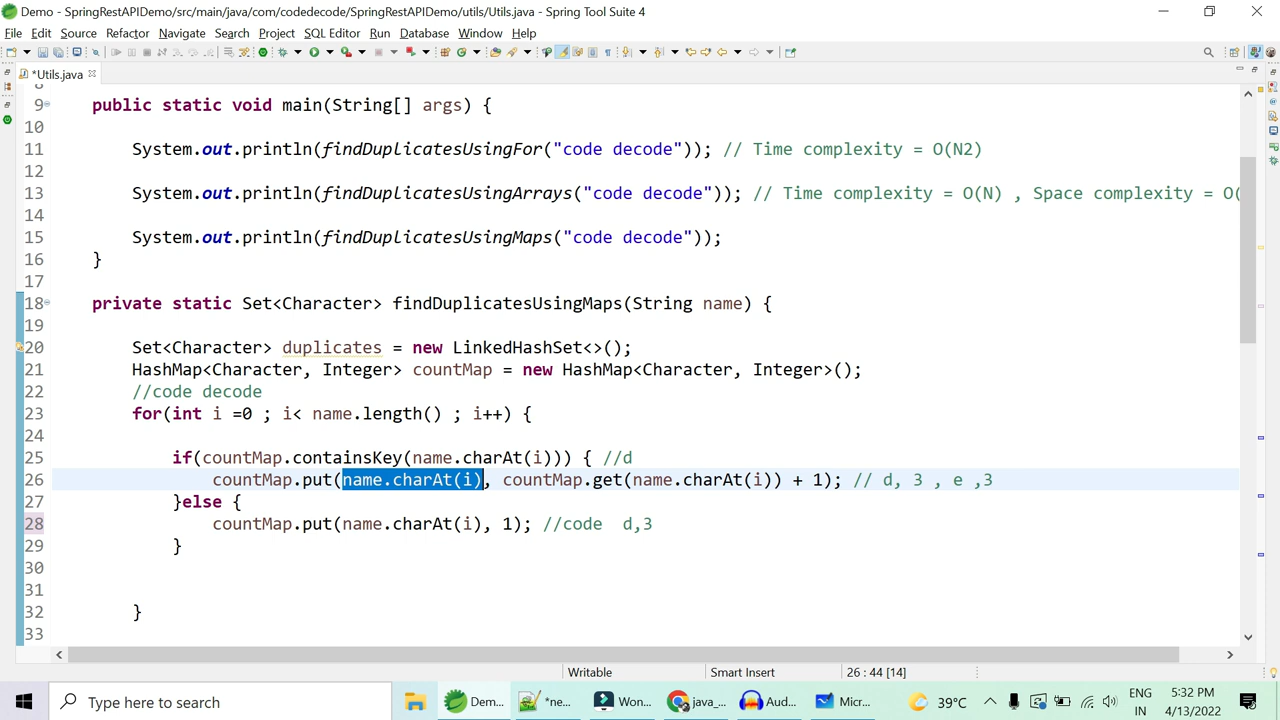 Demo - SpringRestAPIDemo/src/main/java/com/codedecode/SpringRestAPIDemo/utils/Utils.java - Spring Tool Suite 4
File Edit Source Refactor Navigate Search Project SQL Editor Run Database Window Help
*Utils.java
8
9 public static void main(String[] args) {
10
11 System.out.println(findDuplicatesUsingFor("code decode")); // Time complexity = O(N2)
12
13 System.out.println(findDuplicatesUsingArrays("code decode")); // Time complexity = O(N) , Space complexity = O(
14
15 System.out.println(findDuplicatesUsingMaps("code decode"));
16 }
17
18 private static Set<Character> findDuplicatesUsingMaps(String name) {
19
20 Set<Character> duplicates = new LinkedHashSet<>();
21 HashMap<Character, Integer> countMap = new HashMap<Character, Integer>();
22 //code decode
23 for(int i =0 ; i< name.length() ; i++) {
24
25 if(countMap.containsKey(name.charAt(i))) { //d
26 countMap.put(name.charAt(i), countMap.get(name.charAt(i)) + 1); // d, 3 , e ,3
27 }else {
28 countMap.put(name.charAt(i), 1); //code d,3
29 }
30
31
32 }
33
Writable Smart Insert 26 : 44 [14]
Type here to search Dem... *ne... Won... java_... Aud... Micr... 39°C ENG 5:32 PM
IN 4/13/2022